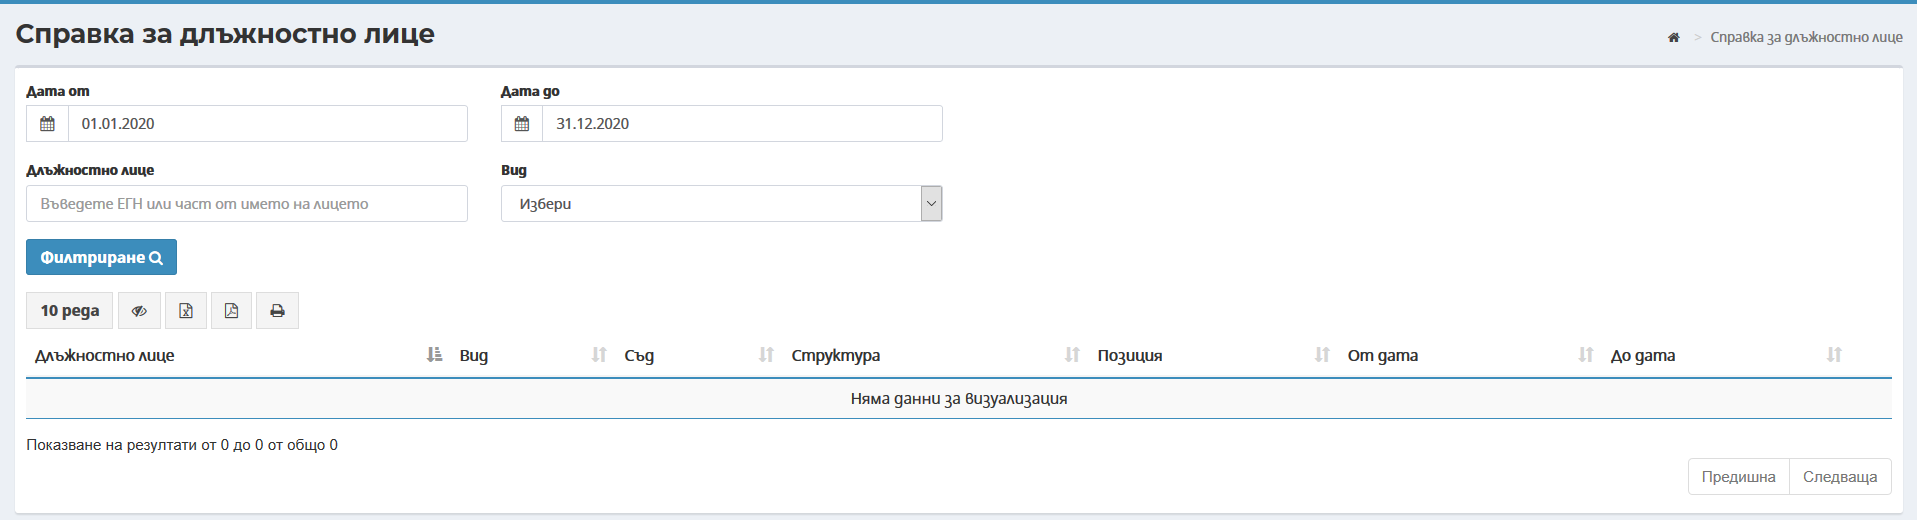 Справка за длъжностно лице
> Справка за длъжностно лице
Дата от
Дата до
01.01.2020
31.12.2020
Длъжностно лице
Вид
Въведете ЕГН или част от името на лицето
Избери
Филтриране
10 реда
Длъжностно лице Вид Съд Структура Позиция От дата До дата
Няма данни за визуализация
Показване на резултати от 0 до 0 от общо 0
Предишна Следваща